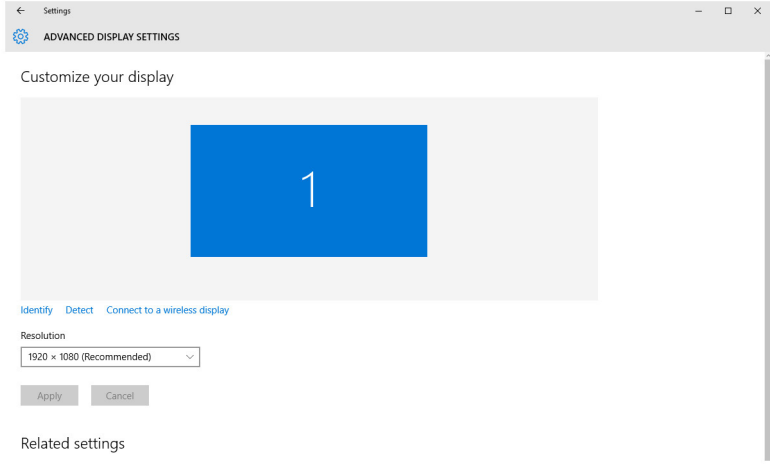 Settings
ADVANCED DISPLAY SETTINGS
Customize your display
1
Identify Detect Connect to a wireless display
Resolution
1920 × 1080 (Recommended)
Apply Cancel
Related settings